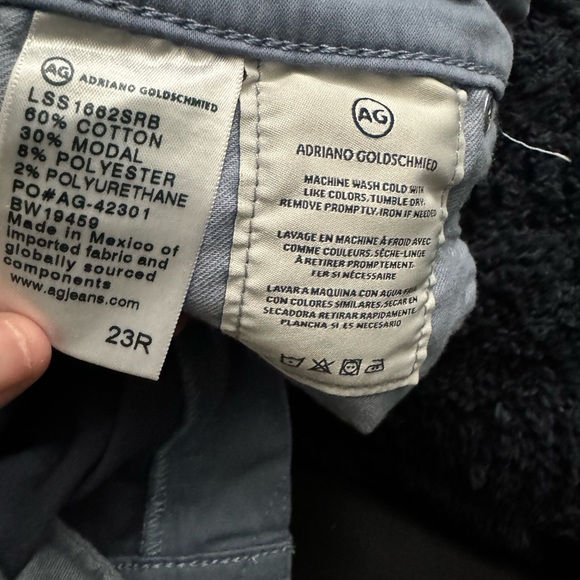 AG ADRIANO GOLDSCHMIED
LSS1662SRB
60% COTTON
30% MODAL
8% POLYESTER
2% POLYURETHANE
PO#AG-42301
BW19459
Made in Mexico of
imported fabric and
globally sourced
components
www.agjeans.com
23R
AG
ADRIANO GOLDSCHMIED
MACHINE WASH COLD WITH
LIKE COLORS. TUMBLE DRY.
REMOVE PROMPTLY. IRON IF NEEDED
LAVAGE EN MACHINE À FROID AVEC
COMME COULEURS. SÈCHE-LINGE
À RETIRER PROMPTEMENT.
FER SI NÉCESSAIRE
LAVAR A MAQUINA CON AGUA FRIA
CON COLORES SIMILARES. SECAR EN
SECADORA RETIRAR RAPIDAMENTE
PLANCHA SI ES NECESARIO